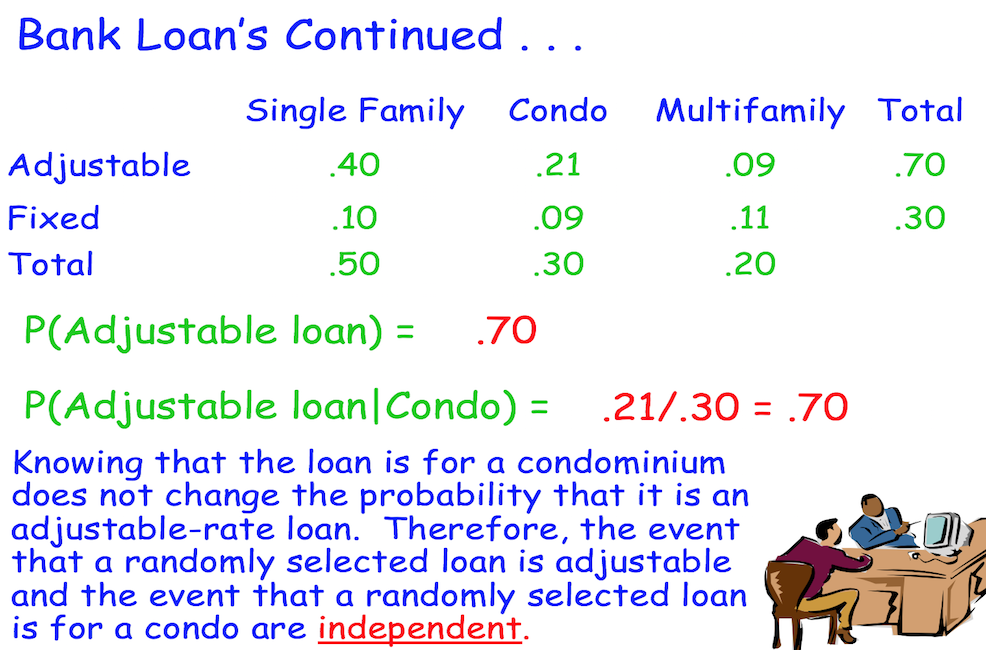 Bank Loan's Continued . . .
Single Family Condo Multifamily Total
Adjustable .40 .21 .09 .70
Fixed .10 .09 .11 .30
Total .50 .30 .20
P(Adjustable loan) = .70
P(Adjustable loan|Condo) = .21/.30 = .70
Knowing that the loan is for a condominium
does not change the probability that it is an
adjustable-rate loan. Therefore, the event
that a randomly selected loan is adjustable
and the event that a randomly selected loan
is for a condo are independent.